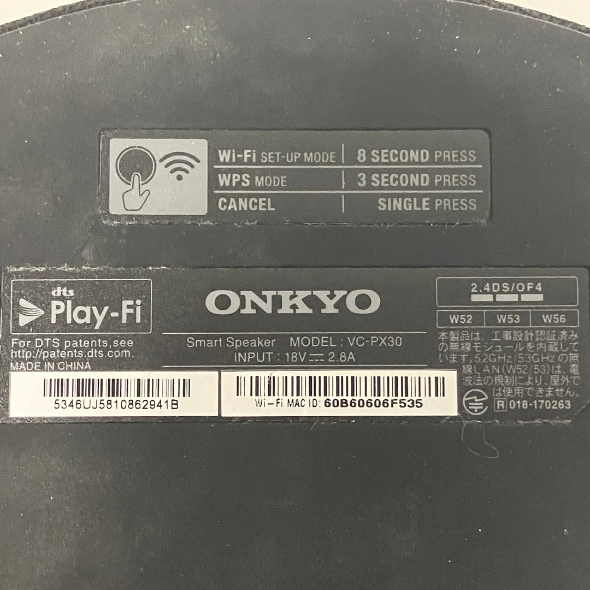 Wi-Fi SET-UP MODE | 8 SECOND PRESS
WPS MODE | 3 SECOND PRESS
CANCEL | SINGLE PRESS
dts
Play-Fi
For DTS patents,see
http://patents.dts.com.
MADE IN CHINA
ONKYO
Smart Speaker MODEL: VC-PX30
INPUT: 18V⎓2.8A
2.4DS/OF4
W52 W53 W56
本製品は、工事設計認証済み
の無線モジュールを内蔵して
います。5.2GHz/5.3GHzの無
線LAN(W52/53)は、電
波法の規制により、屋外で
は使用できません。
R 018-170263
5346UJ5810862941B
Wi-Fi MAC ID: 60B60606F535